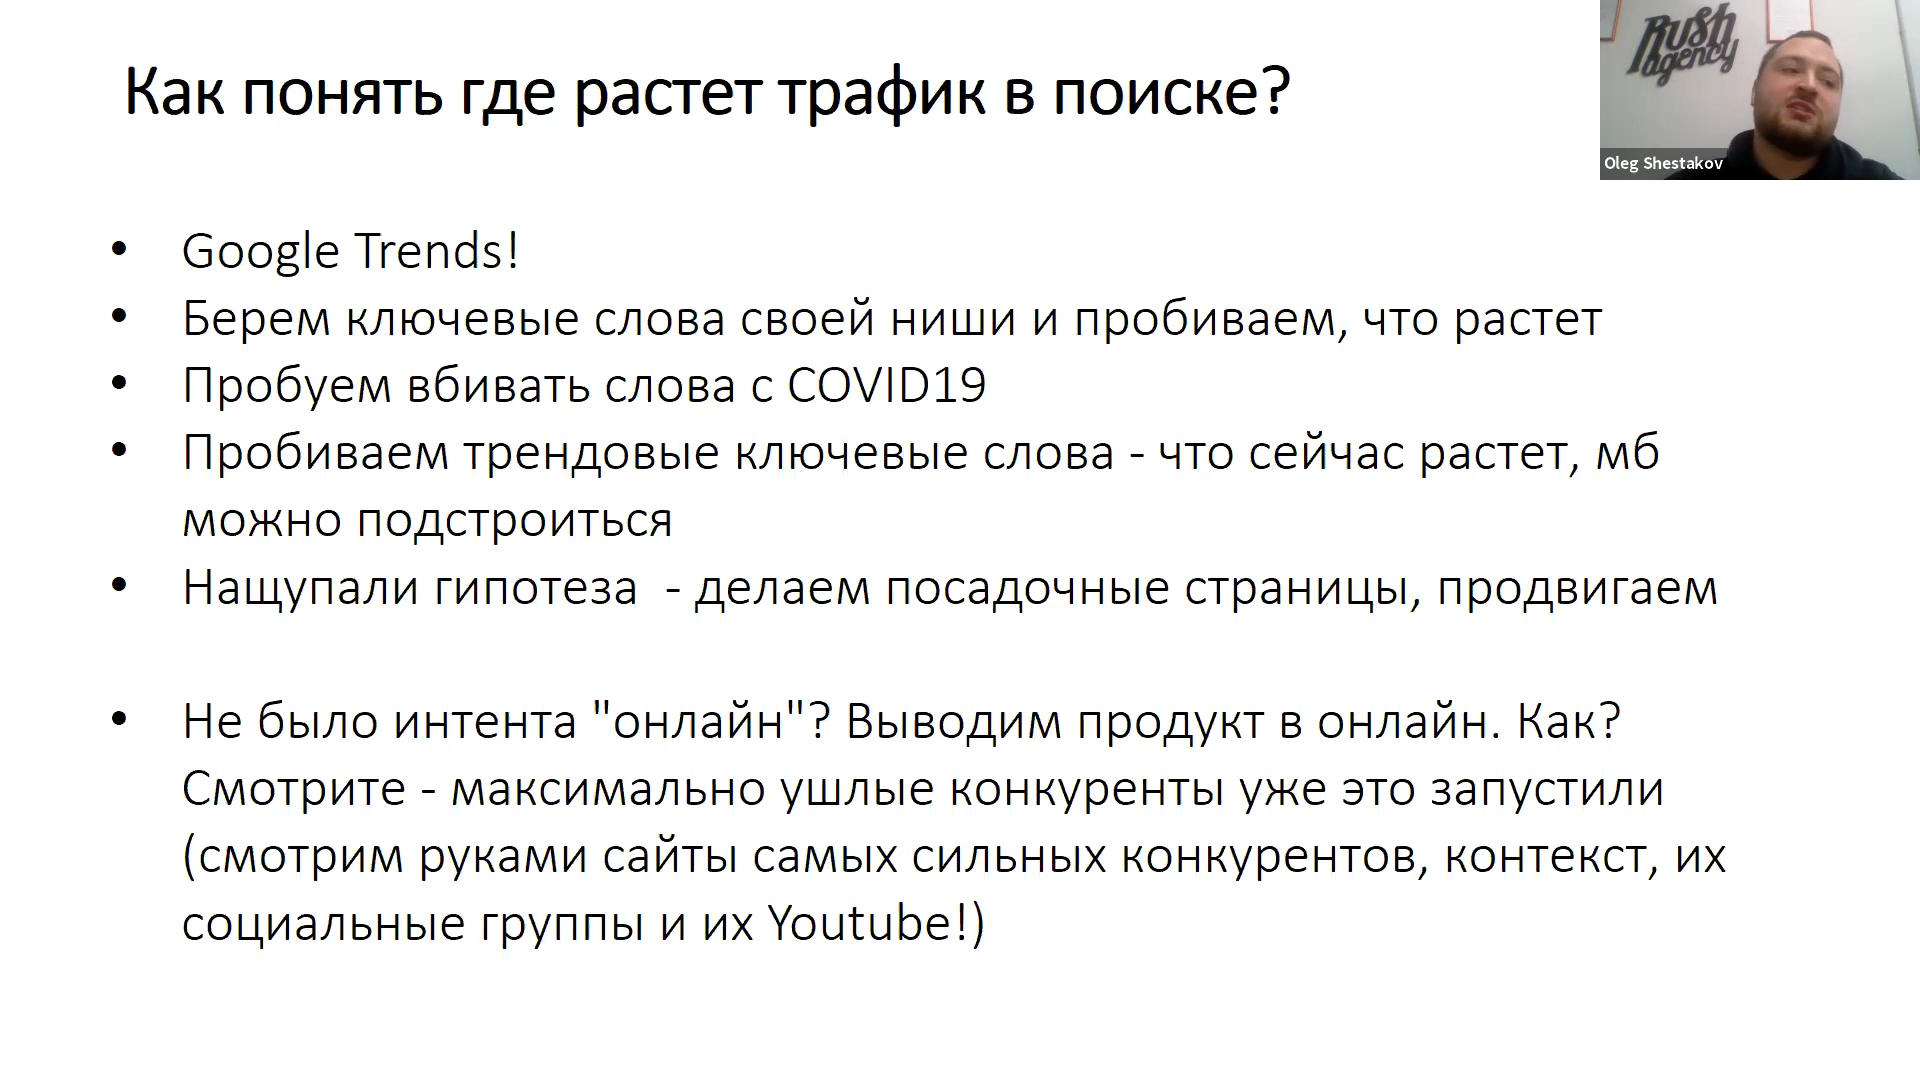 Как понять где растет трафик в поиске?
Rush
agency
Oleg Shestakov
• Google Trends!
• Берем ключевые слова своей ниши и пробиваем, что растет
• Пробуем вбивать слова с COVID19
• Пробиваем трендовые ключевые слова - что сейчас растет, мб
можно подстроиться
• Нащупали гипотеза - делаем посадочные страницы, продвигаем
• Не было интента "онлайн"? Выводим продукт в онлайн. Как?
Смотрите - максимально ушлые конкуренты уже это запустили
(смотрим руками сайты самых сильных конкурентов, контекст, их
социальные группы и их Youtube!)